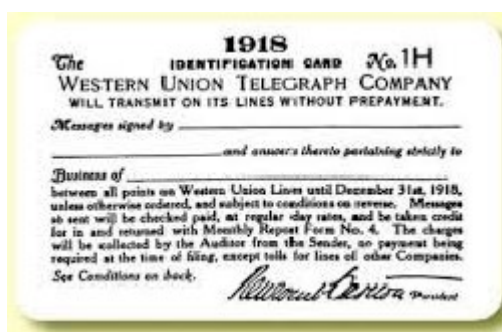 1918
The IDENTIFICATION CARD No. 1H
WESTERN UNION TELEGRAPH COMPANY
WILL TRANSMIT ON ITS LINES WITHOUT PREPAYMENT.
Messages signed by
and answers thereto pertaining strictly to
Business of
between all points on Western Union Lines until December 31st, 1918,
unless otherwise ordered, and subject to conditions on reverse. Messages
so sent will be checked paid, at regular day rates, and be taken credit
for in and returned with Monthly Report Form No. 4. The charges
will be collected by the Auditor from the Sender, no payment being
required at the time of filing, except tolls for lines of other Companies.
See Conditions on back.
Newcomb Carlton President